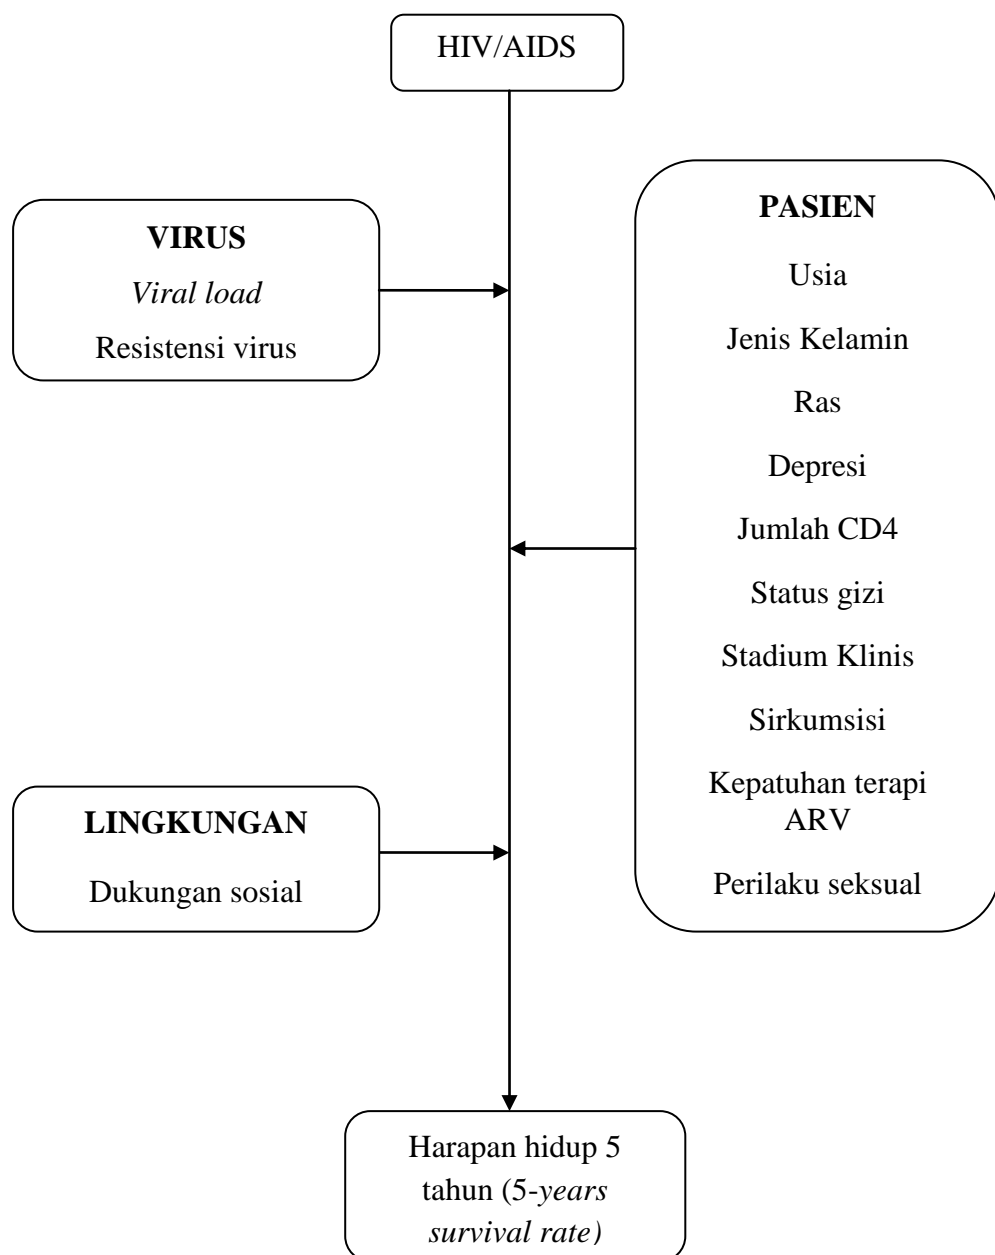 HIV/AIDS
VIRUS
Viral load
Resistensi virus
PASIEN
Usia
Jenis Kelamin
Ras
Depresi
Jumlah CD4
Status gizi
Stadium Klinis
Sirkumsisi
Kepatuhan terapi
ARV
Perilaku seksual
LINGKUNGAN
Dukungan sosial
Harapan hidup 5
tahun (5-years
survival rate)